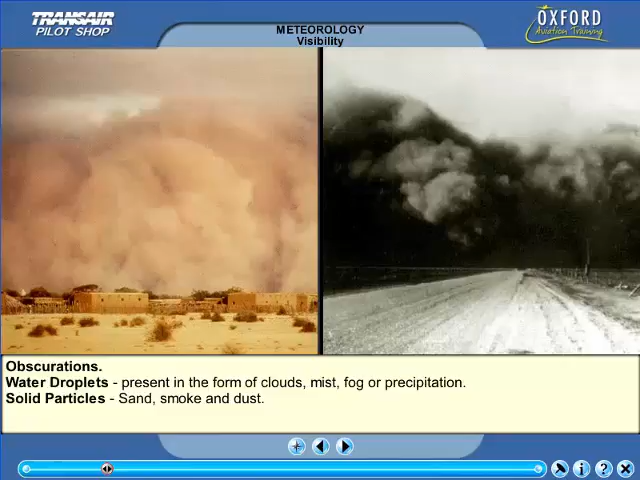 TRANSAIR
PILOT SHOP
METEOROLOGY
Visibility
OXFORD
Aviation Training
Obscurations.
Water Droplets - present in the form of clouds, mist, fog or precipitation.
Solid Particles - Sand, smoke and dust.